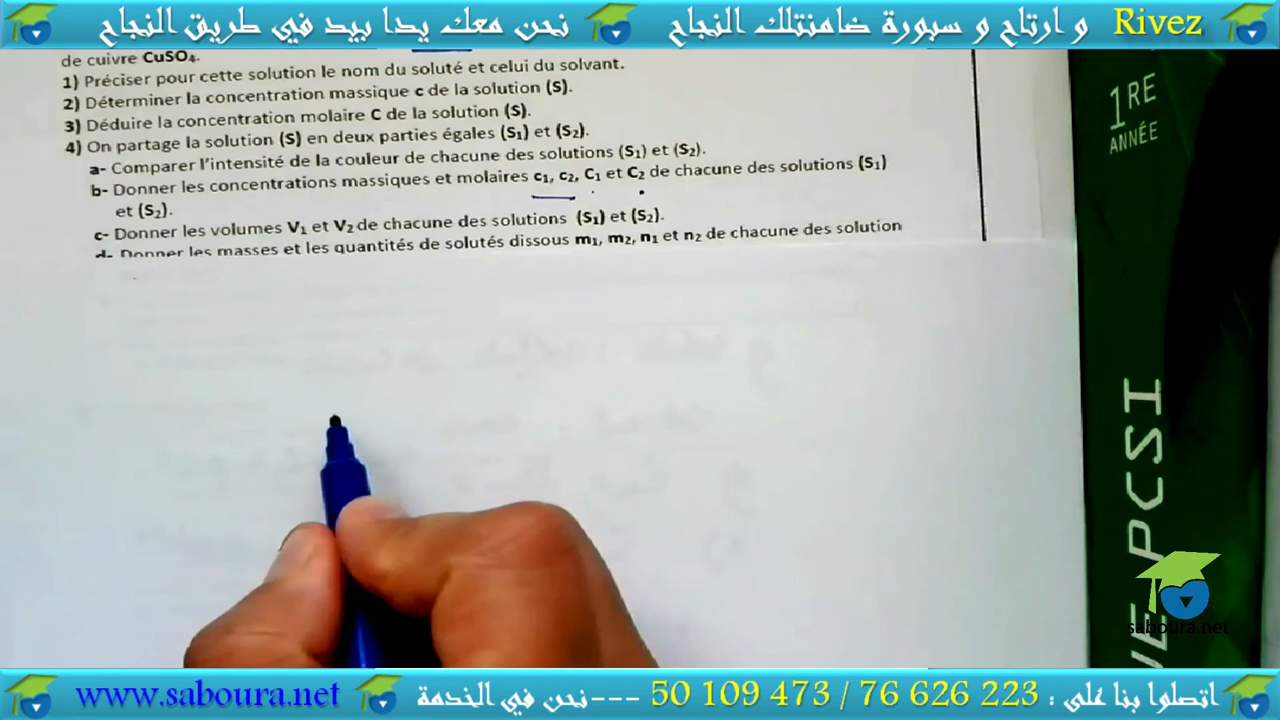 Rivez و ارتاح و سبورة ضامنتلك النجاح
نحن معك يدا بيد في طريق النجاح
de cuivre CuSO₄.
1) Préciser pour cette solution le nom du soluté et celui du solvant.
2) Déterminer la concentration massique c de la solution (S).
3) Déduire la concentration molaire C de la solution (S).
4) On partage la solution (S) en deux parties égales (S₁) et (S₂).
a- Comparer l'intensité de la couleur de chacune des solutions (S₁) et (S₂).
b- Donner les concentrations massiques et molaires c₁, c₂, C₁ et C₂ de chacune des solutions (S₁)
et (S₂).
c- Donner les volumes V₁ et V₂ de chacune des solutions (S₁) et (S₂).
d- Donner les masses et les quantités de solutés dissous m₁, m₂, n₁ et n₂ de chacune des solution
1RE
ANNÉE
PCSI
saboura.net
اتصلوا بنا على : 50 109 473 / 76 626 223 ---نحن في الخدمة
www.saboura.net